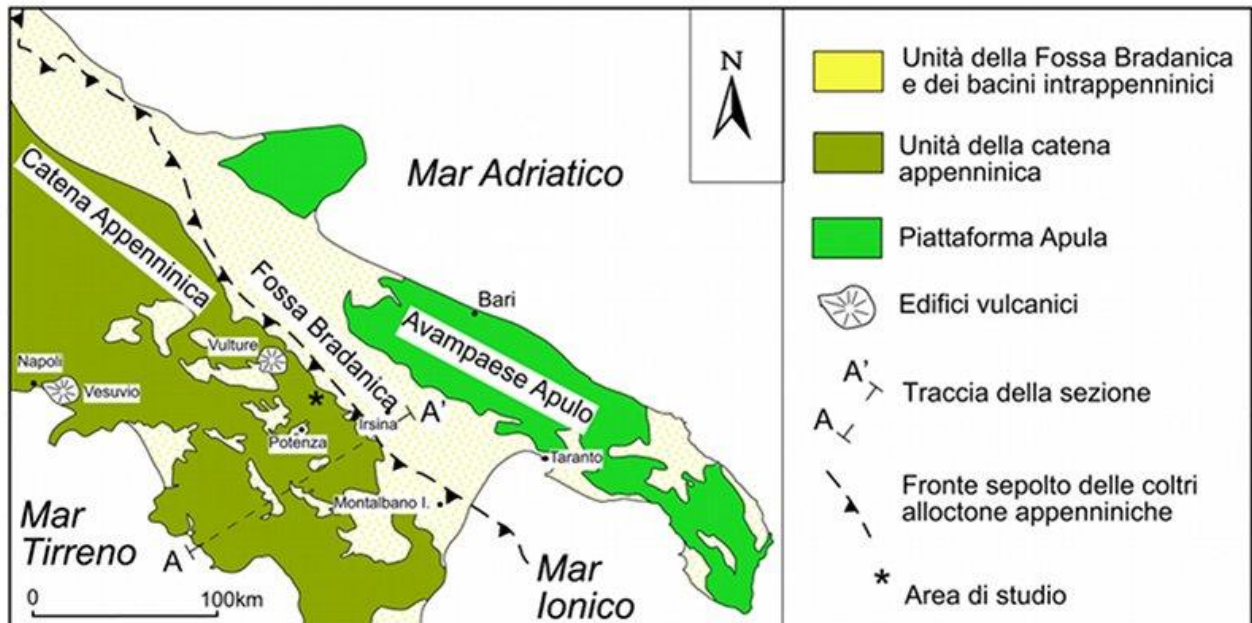 N
Mar Adriatico
Catena Appenninica
Fossa Bradanica
Bari
Avampaese Apulo
Vulture
Napoli
Vesuvio
*
A'
Irsina
Potenza
Taranto
Montalbano I.
Mar
Tirreno
A
Mar
Ionico
0 100km
Unità della Fossa Bradanica
e dei bacini intrappenninici
Unità della catena
appenninica
Piattaforma Apula
Edifici vulcanici
A'
A
Traccia della sezione
Fronte sepolto delle coltri
alloctone appenniniche
* Area di studio